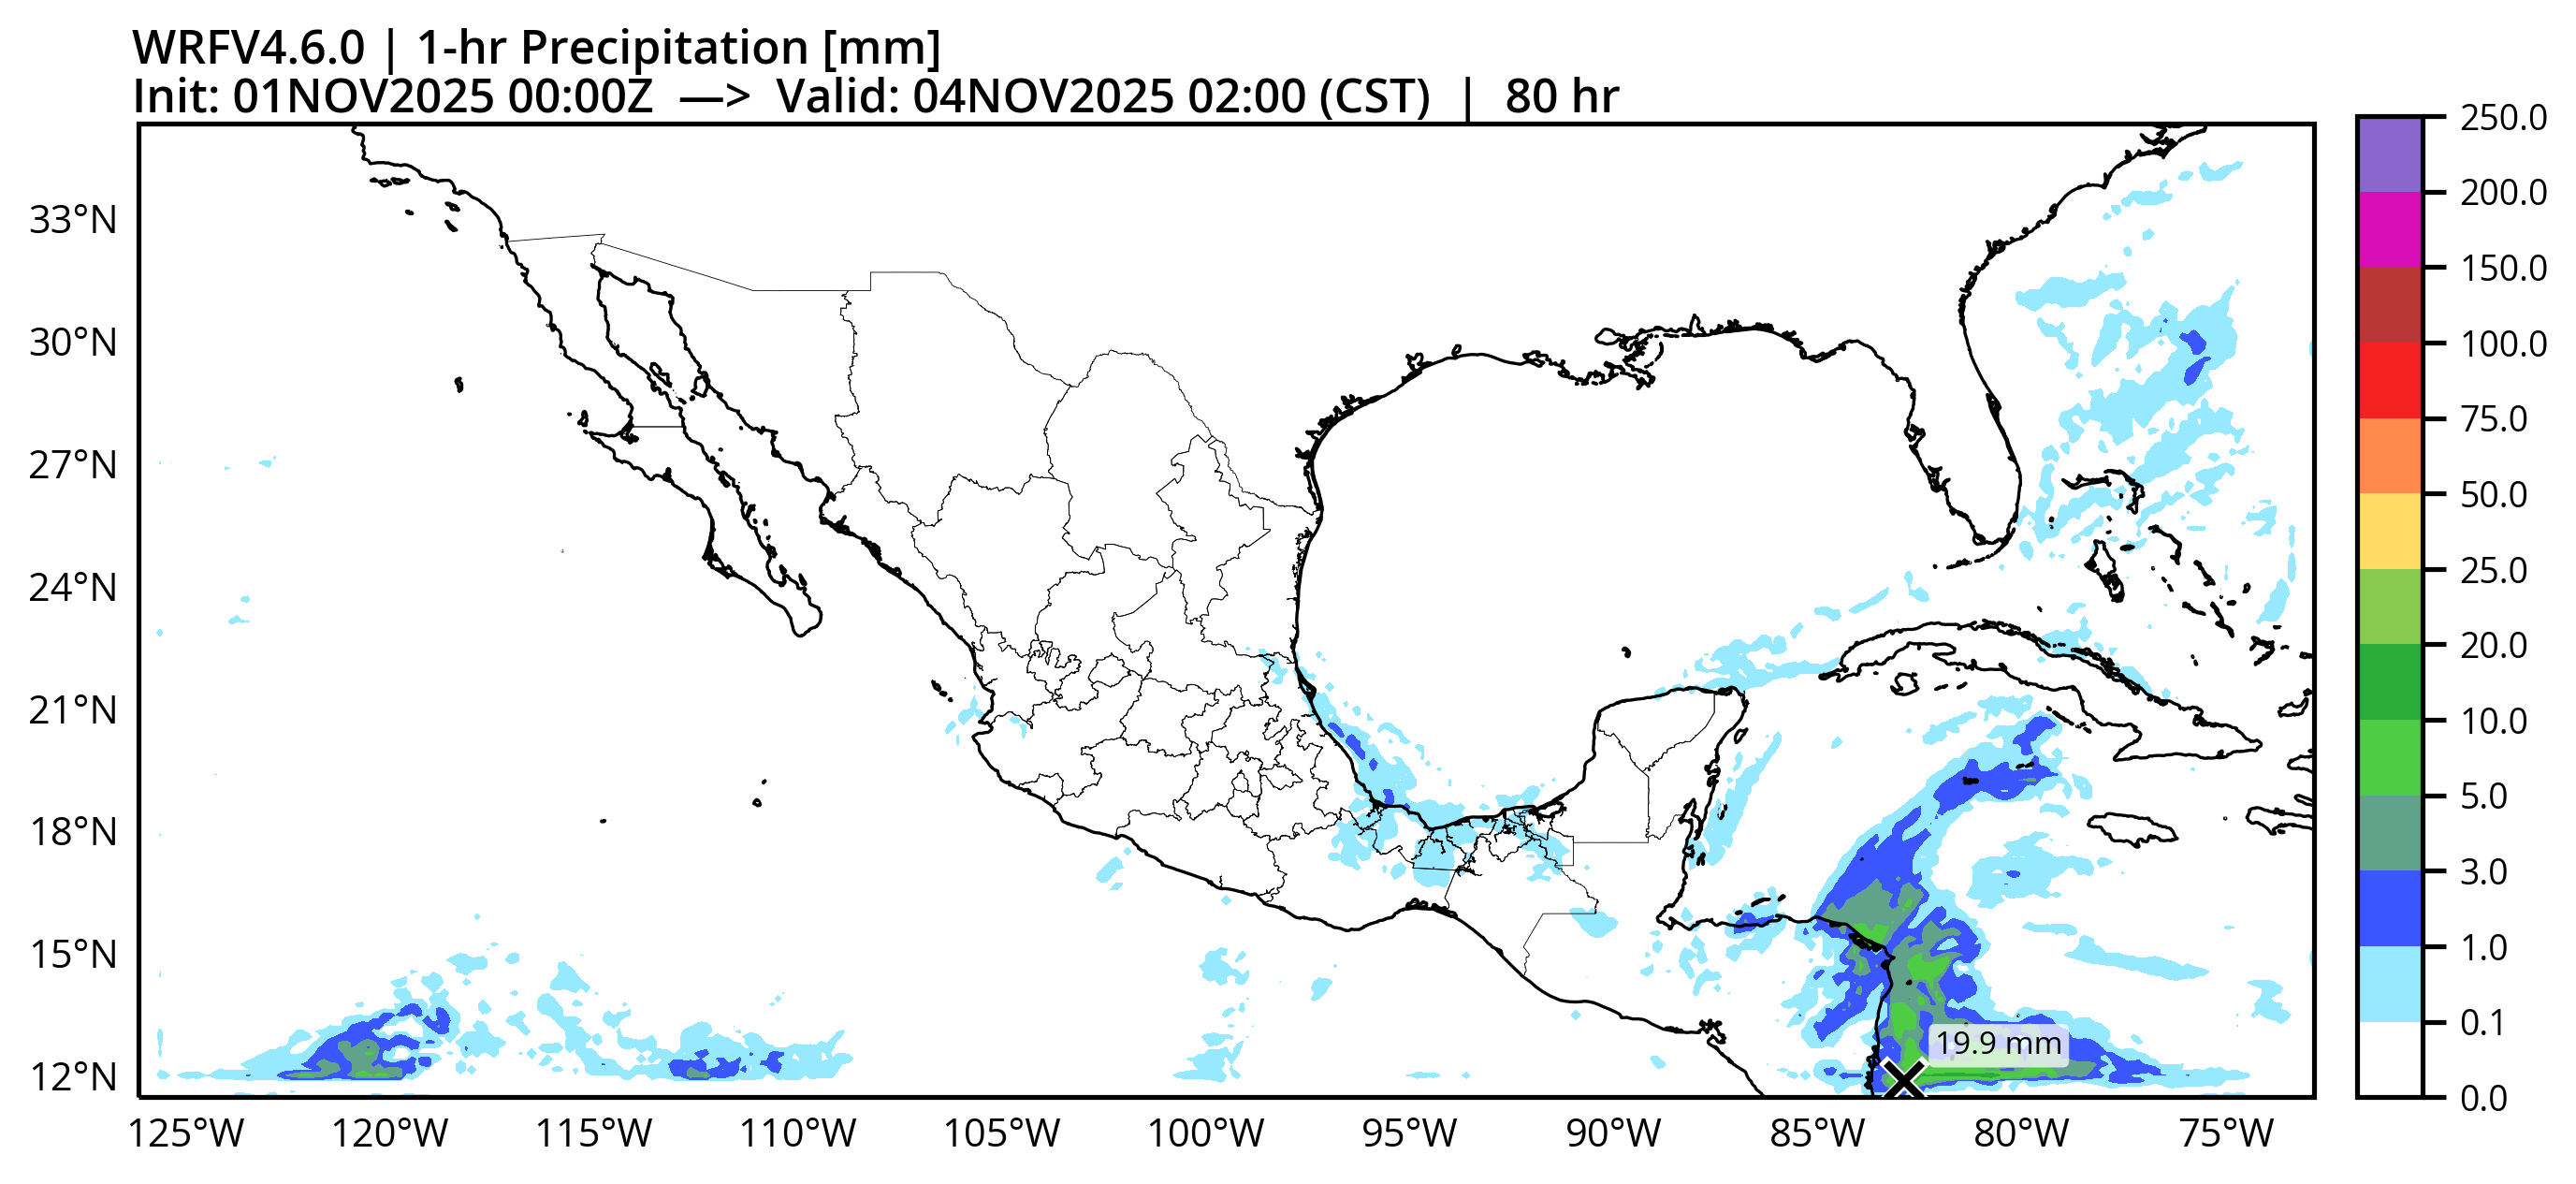 WRFV4.6.0 | 1-hr Precipitation [mm]
Init: 01NOV2025 00:00Z —> Valid: 04NOV2025 02:00 (CST) | 80 hr
33°N
30°N
27°N
24°N
21°N
18°N
15°N
12°N
125°W 120°W 115°W 110°W 105°W 100°W 95°W 90°W 85°W 80°W 75°W
19.9 mm
250.0
200.0
150.0
100.0
75.0
50.0
25.0
20.0
10.0
5.0
3.0
1.0
0.1
0.0